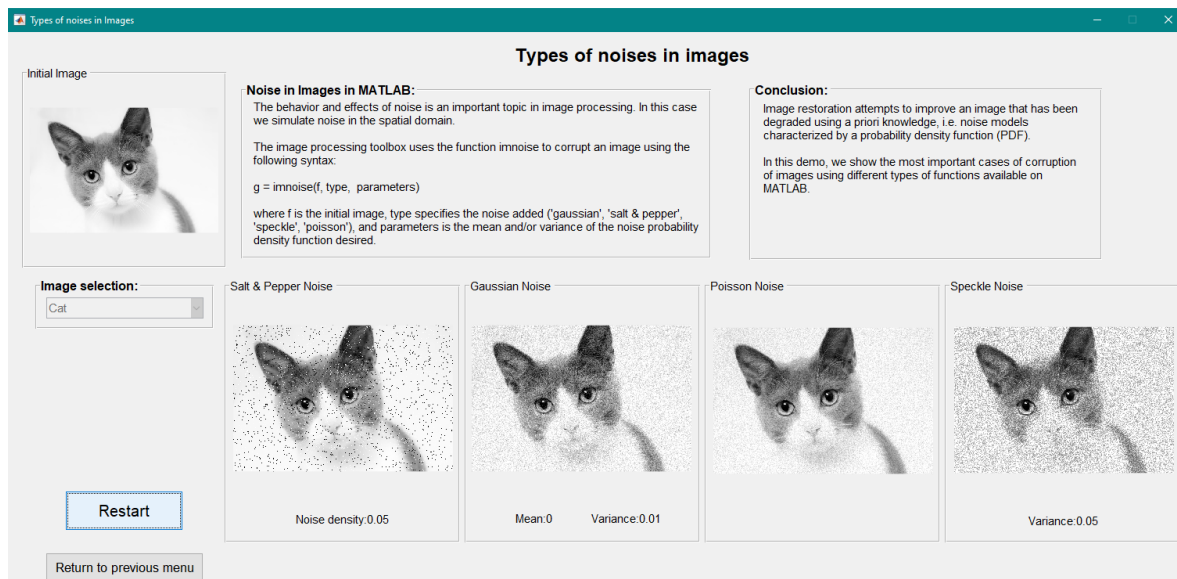 Types of noises in Images
Types of noises in images
Initial Image
Noise in Images in MATLAB:
The behavior and effects of noise is an important topic in image processing. In this case
we simulate noise in the spatial domain.
The image processing toolbox uses the function imnoise to corrupt an image using the
following syntax:
g = imnoise(f, type,  parameters)
where f is the initial image, type specifies the noise added ('gaussian', 'salt & pepper',
'speckle', 'poisson'), and parameters is the mean and/or variance of the noise probability
density function desired.
Conclusion:
Image restoration attempts to improve an image that has been
degraded using a priori knowledge, i.e. noise models
characterized by a probability density function (PDF).
In this demo, we show the most important cases of corruption
of images using different types of functions available on
MATLAB.
Image selection:
Cat
Salt & Pepper Noise
Noise density:0.05
Gaussian Noise
Mean:0
Variance:0.01
Poisson Noise
Speckle Noise
Variance:0.05
Restart
Return to previous menu